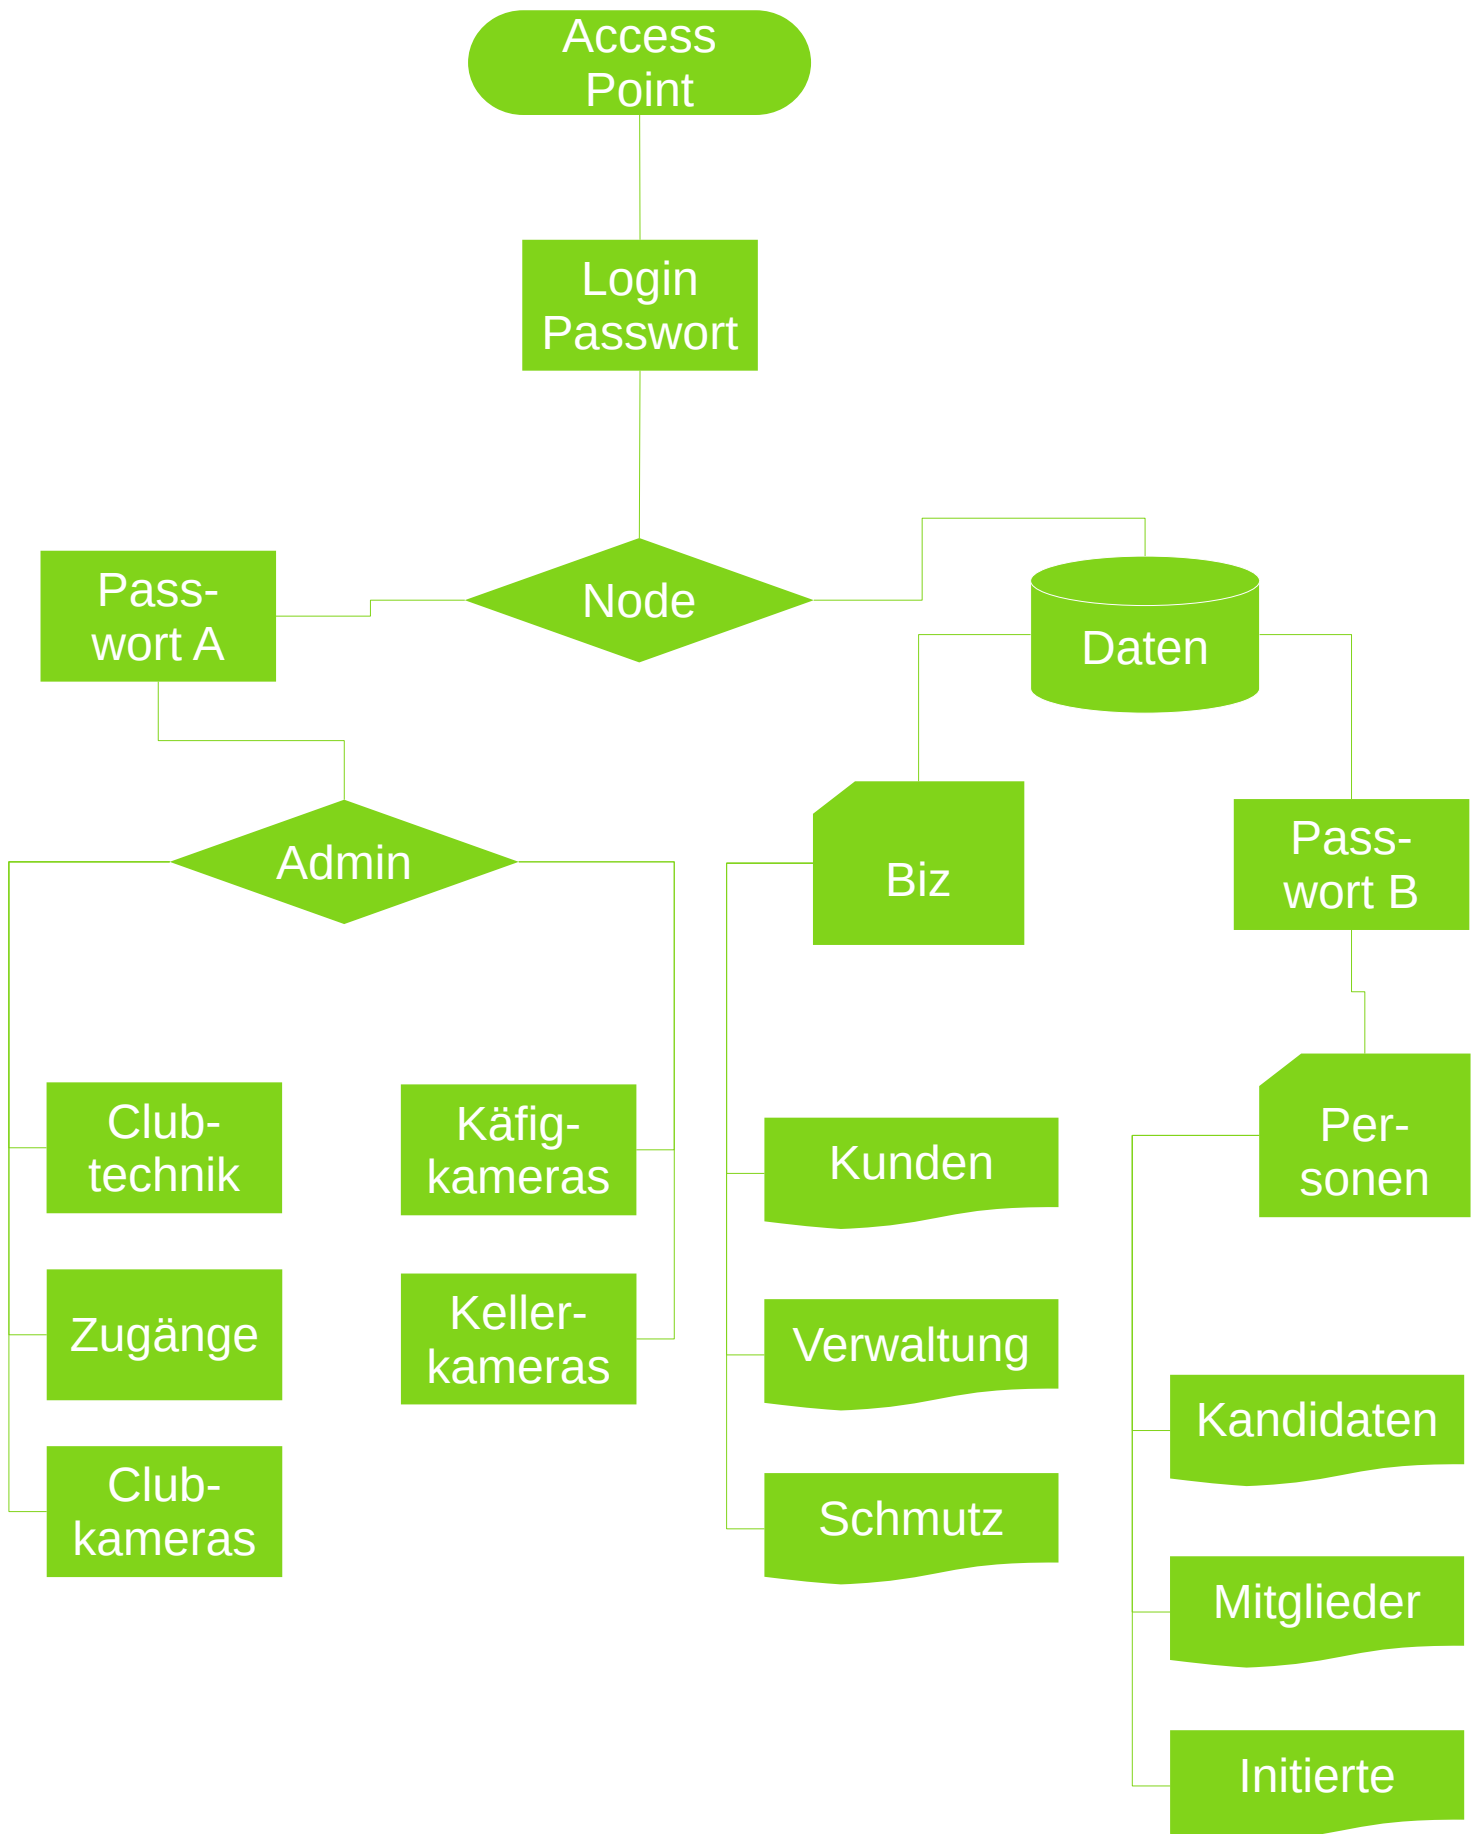 Access
Point
Login
Passwort
Node
Pass-
wort A
Daten
Admin
Biz
Pass-
wort B
Club-
technik
Käfig-
kameras
Kunden
Per-
sonen
Zugänge
Keller-
kameras
Verwaltung
Kandidaten
Club-
kameras
Schmutz
Mitglieder
Initierte